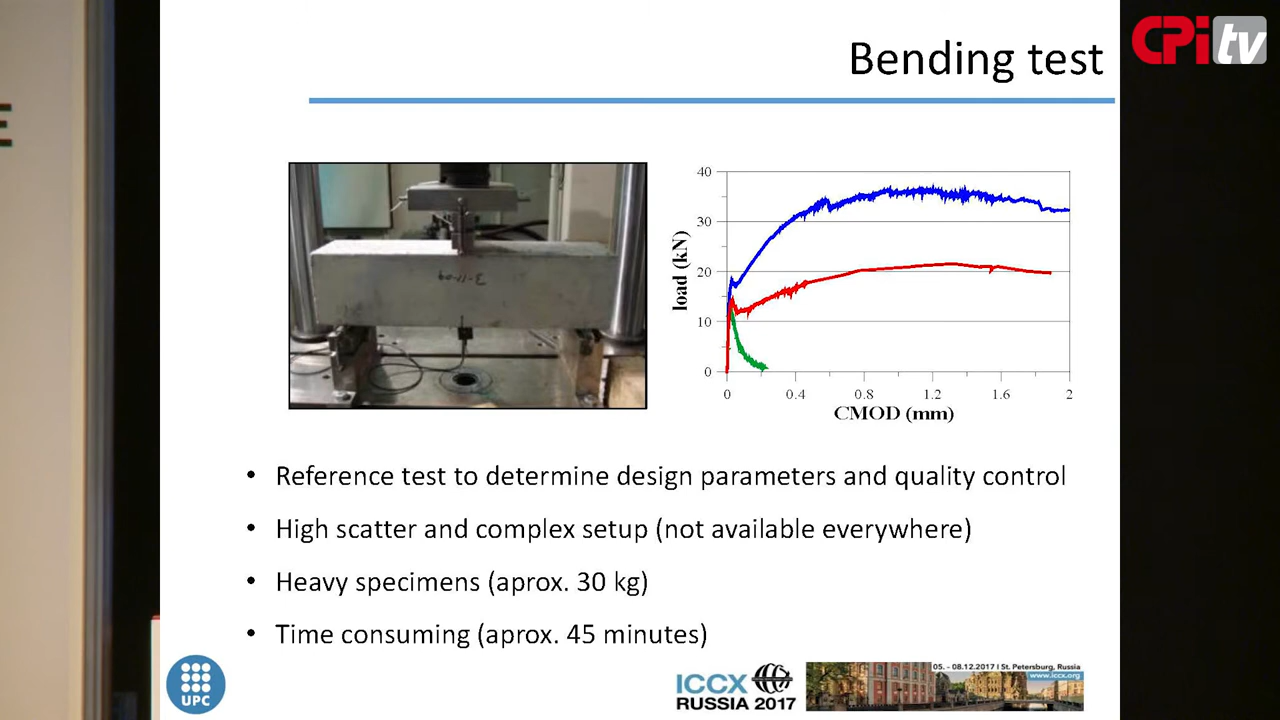 E
CPi tv
Bending test
40
30
20
10
0
load (kN)
0 0.4 0.8 1.2 1.6 2
CMOD (mm)
• Reference test to determine design parameters and quality control
• High scatter and complex setup (not available everywhere)
• Heavy specimens (aprox. 30 kg)
• Time consuming (aprox. 45 minutes)
UPC
ICCX
RUSSIA 2017
05. - 08.12.2017 I St. Petersburg, Russia
www.iccx.org